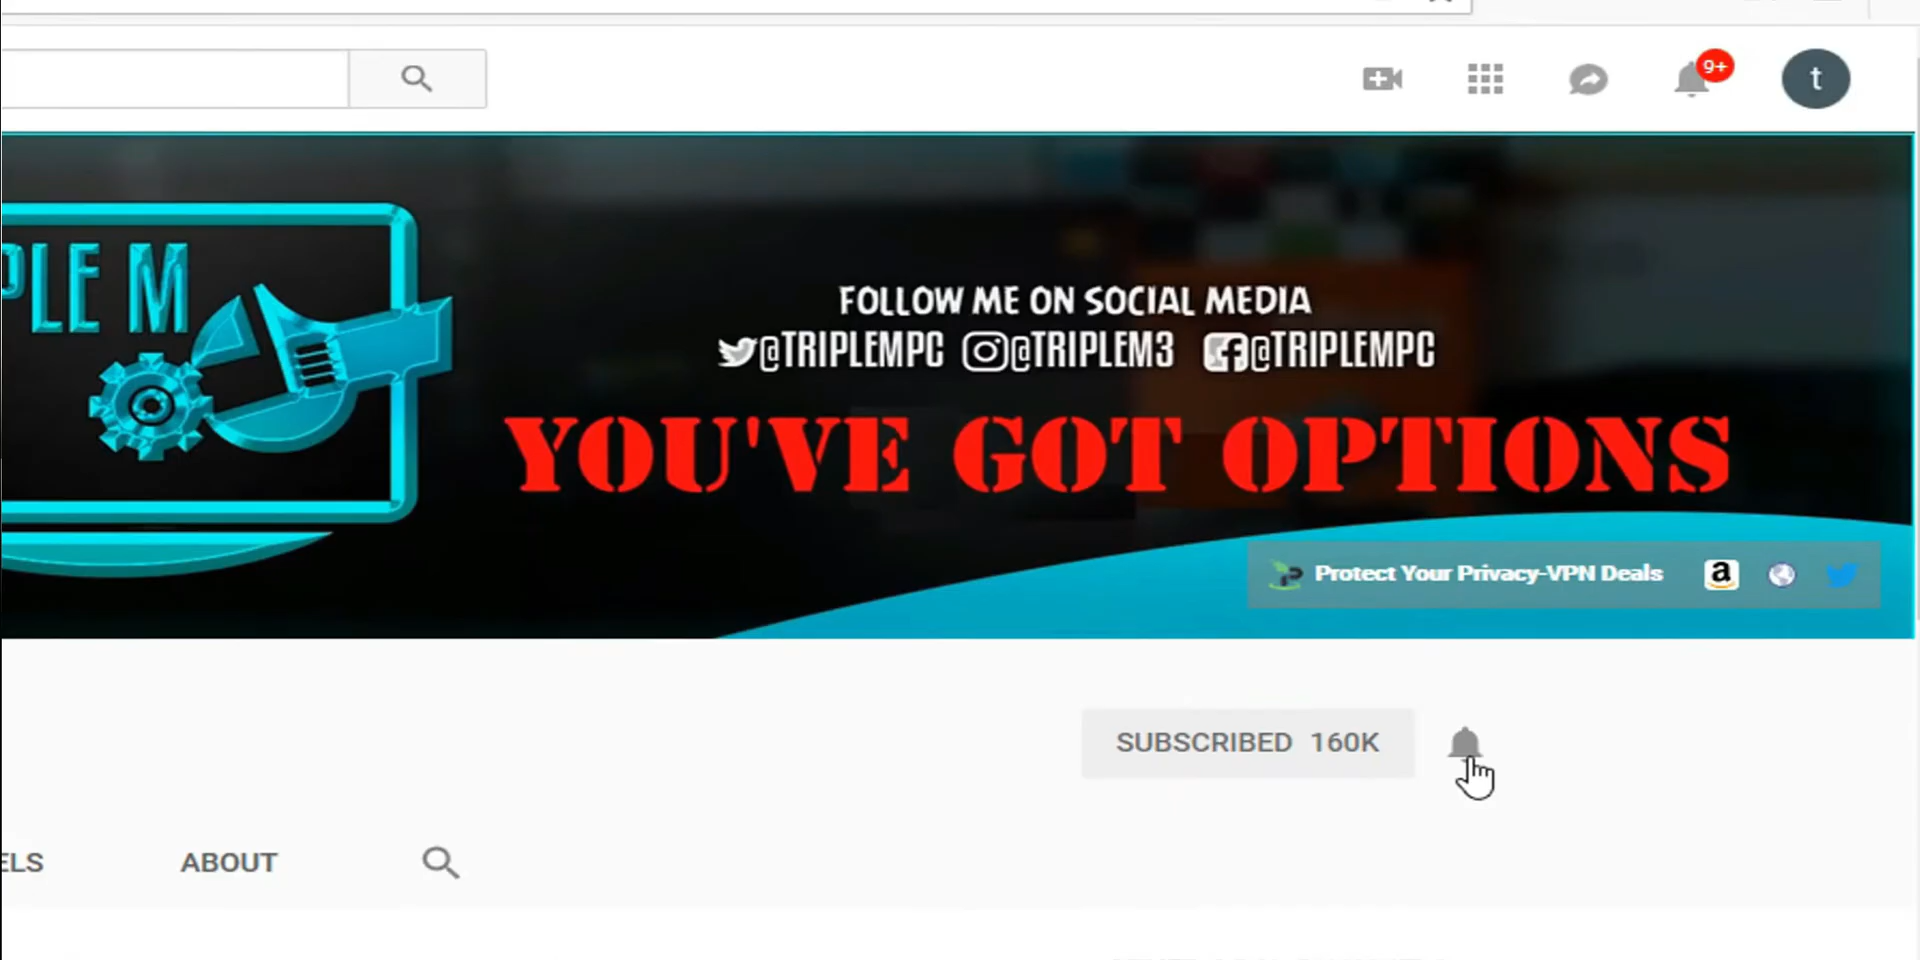 9+
t
PLE M
FOLLOW ME ON SOCIAL MEDIA
@TRIPLEMPC @TRIPLEM3 @TRIPLEMPC
YOU'VE GOT OPTIONS
Protect Your Privacy-VPN Deals
SUBSCRIBED 160K
ELS ABOUT